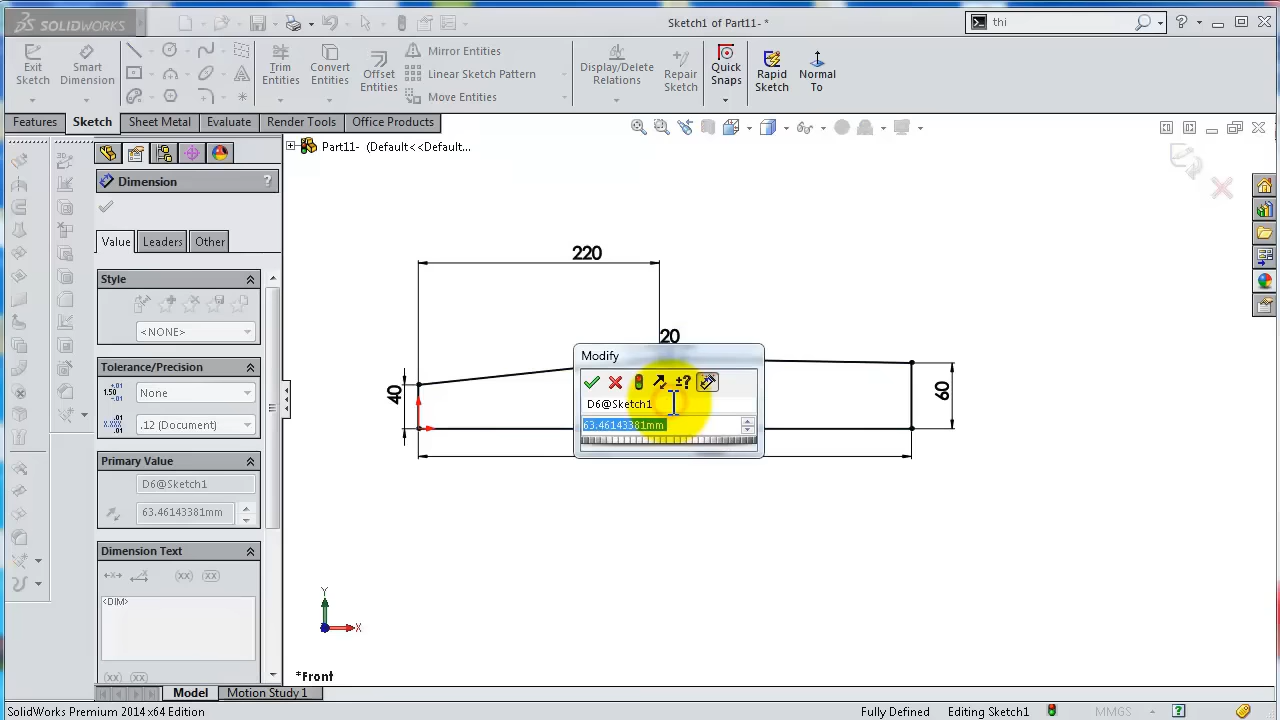 SOLIDWORKS
Sketch1 of Part11- *
thi
Exit Sketch
Smart Dimension
Trim Entities
Convert Entities
Offset Entities
Mirror Entities
Linear Sketch Pattern
Move Entities
Display/Delete Relations
Repair Sketch
Quick Snaps
Rapid Sketch
Normal To
Features Sketch Sheet Metal Evaluate Render Tools Office Products
Part11- (Default<<Default...
Dimension ?
Value Leaders Other
Style
<NONE>
Tolerance/Precision
None
.12 (Document)
Primary Value
D6@Sketch1
63.46143381mm
Dimension Text
<DIM>
220
20
40
60
Modify
D6@Sketch1
63.46143381mm
Y
X
*Front
Model Motion Study 1
SolidWorks Premium 2014 x64 Edition
Fully Defined Editing Sketch1 MMGS